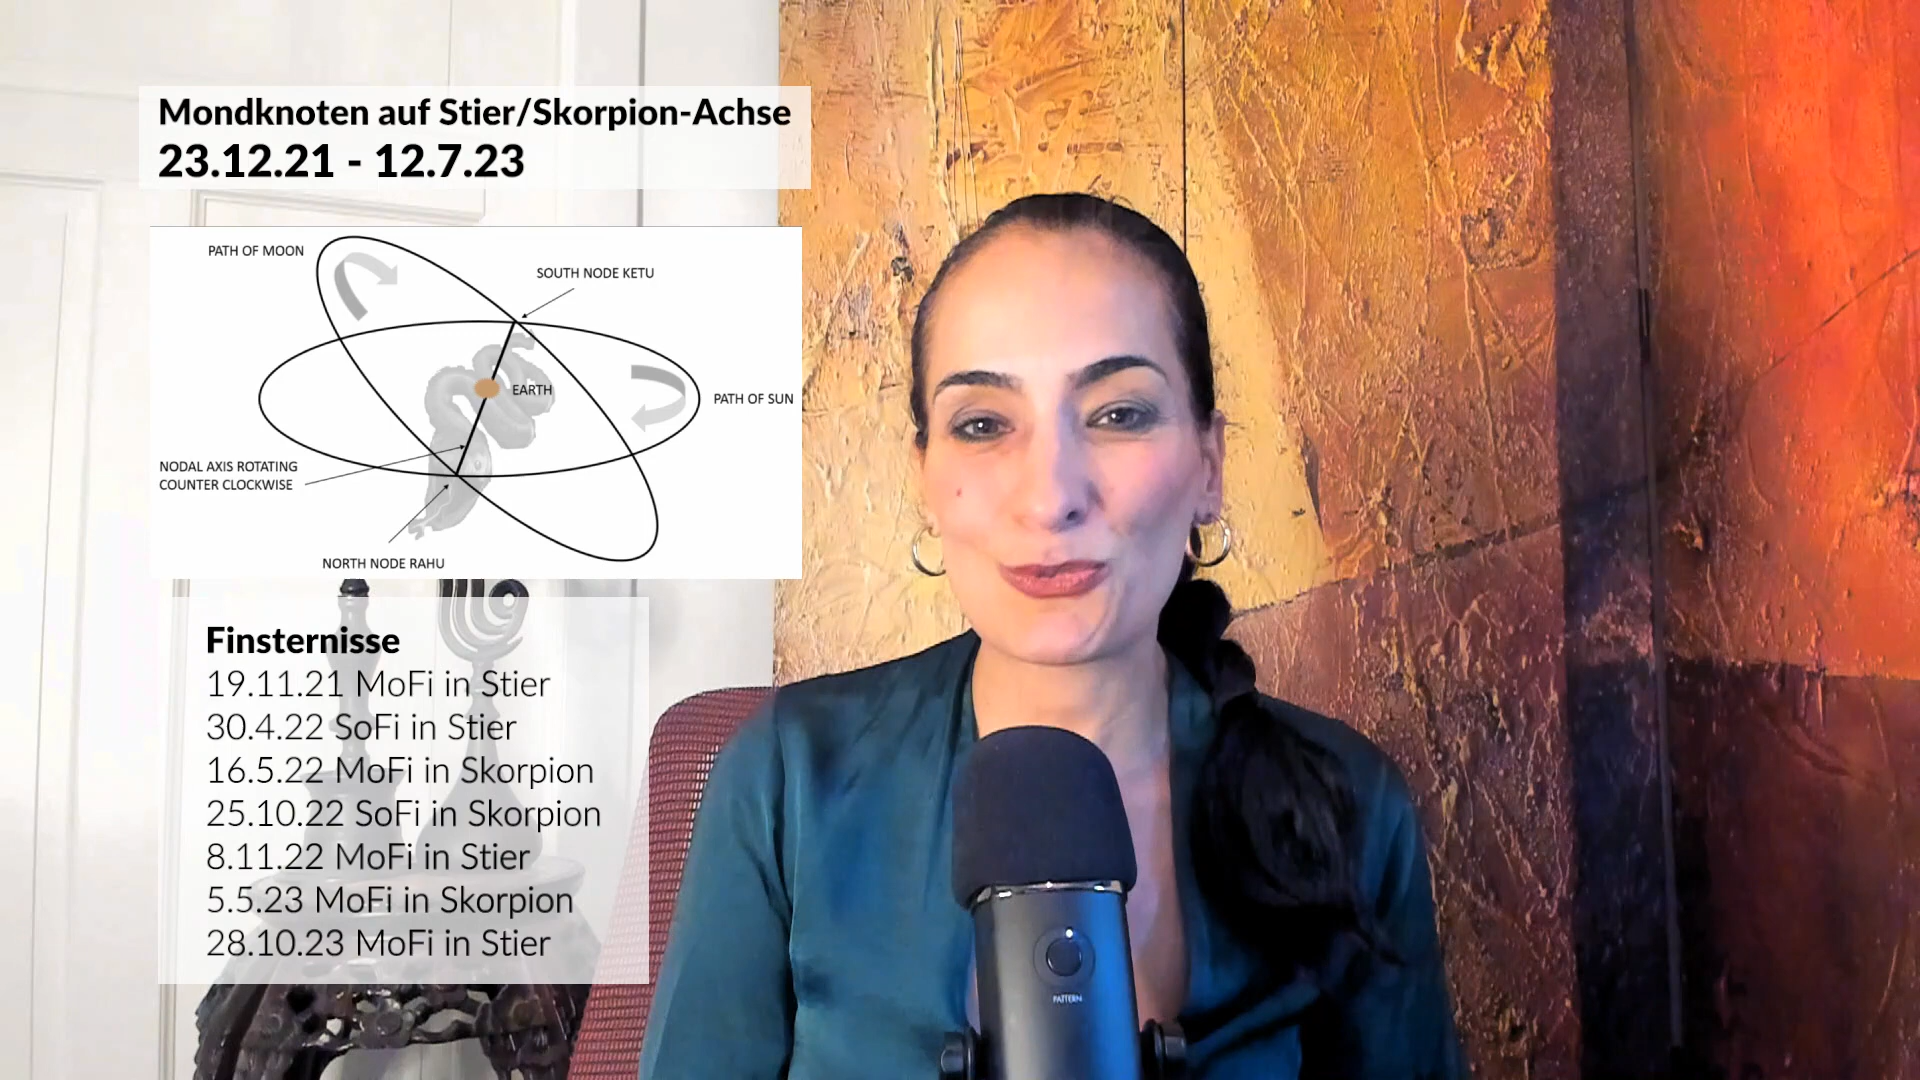 Mondknoten auf Stier/Skorpion-Achse
23.12.21 - 12.7.23
PATH OF MOON
SOUTH NODE KETU
EARTH
PATH OF SUN
NODAL AXIS ROTATING
COUNTER CLOCKWISE
NORTH NODE RAHU
Finsternisse
19.11.21 MoFi in Stier
30.4.22 SoFi in Stier
16.5.22 MoFi in Skorpion
25.10.22 SoFi in Skorpion
8.11.22 MoFi in Stier
5.5.23 MoFi in Skorpion
28.10.23 MoFi in Stier
PATTERN